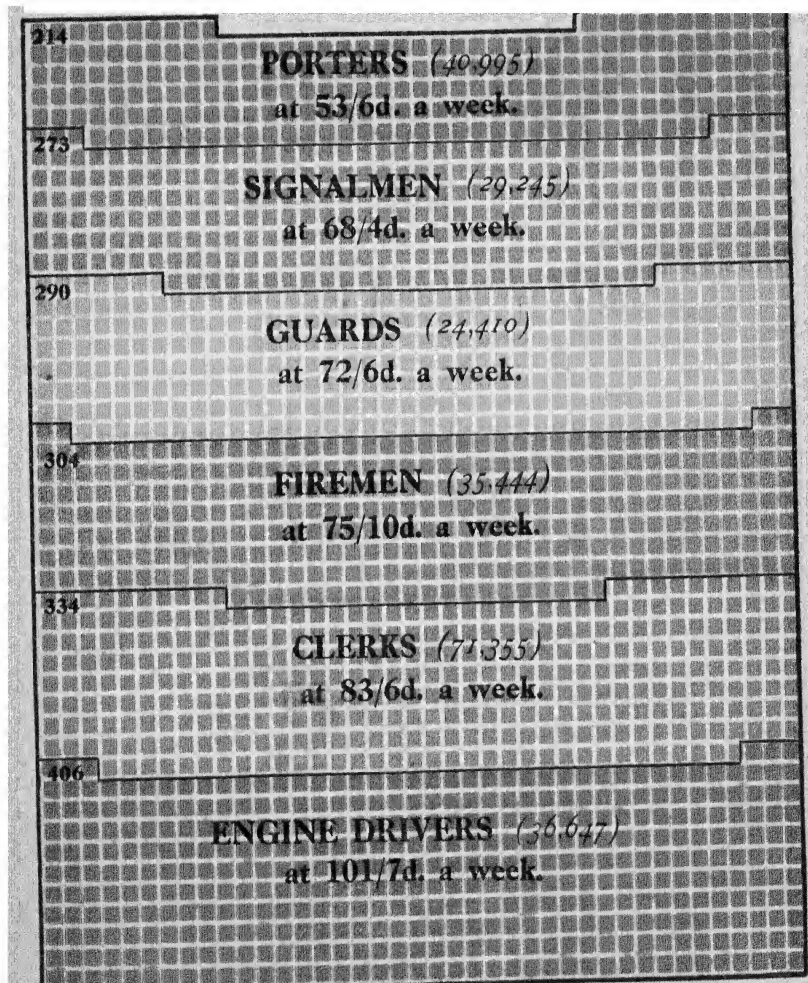 214
PORTERS (40,995)
at 53/6d. a week.
273
SIGNALMEN (29,245)
at 68/4d. a week.
290
GUARDS (24,410)
at 72/6d. a week.
304
FIREMEN (35,444)
at 75/10d. a week.
334
CLERKS (71,355)
at 83/6d. a week.
406
ENGINE DRIVERS (36,647)
at 101/7d. a week.